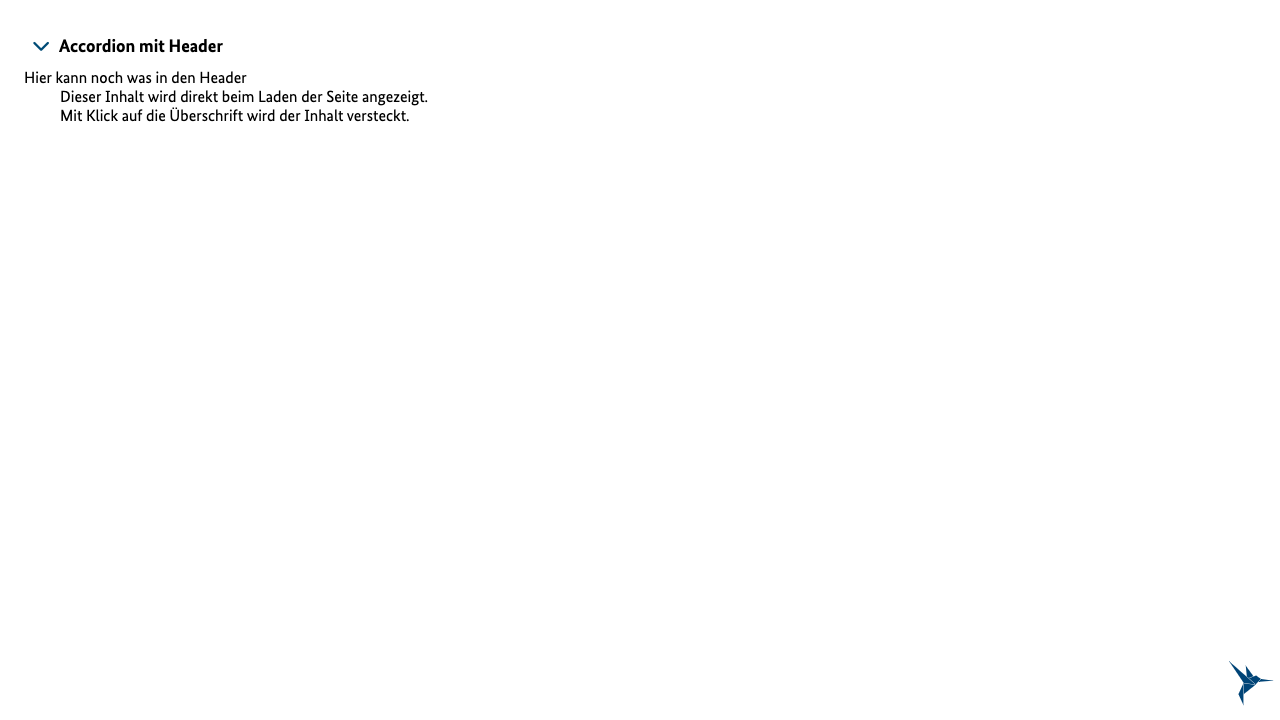 Accordion mit Header
Hier kann noch was in den Header
Dieser Inhalt wird direkt beim Laden der Seite angezeigt.
Mit Klick auf die Überschrift wird der Inhalt versteckt.